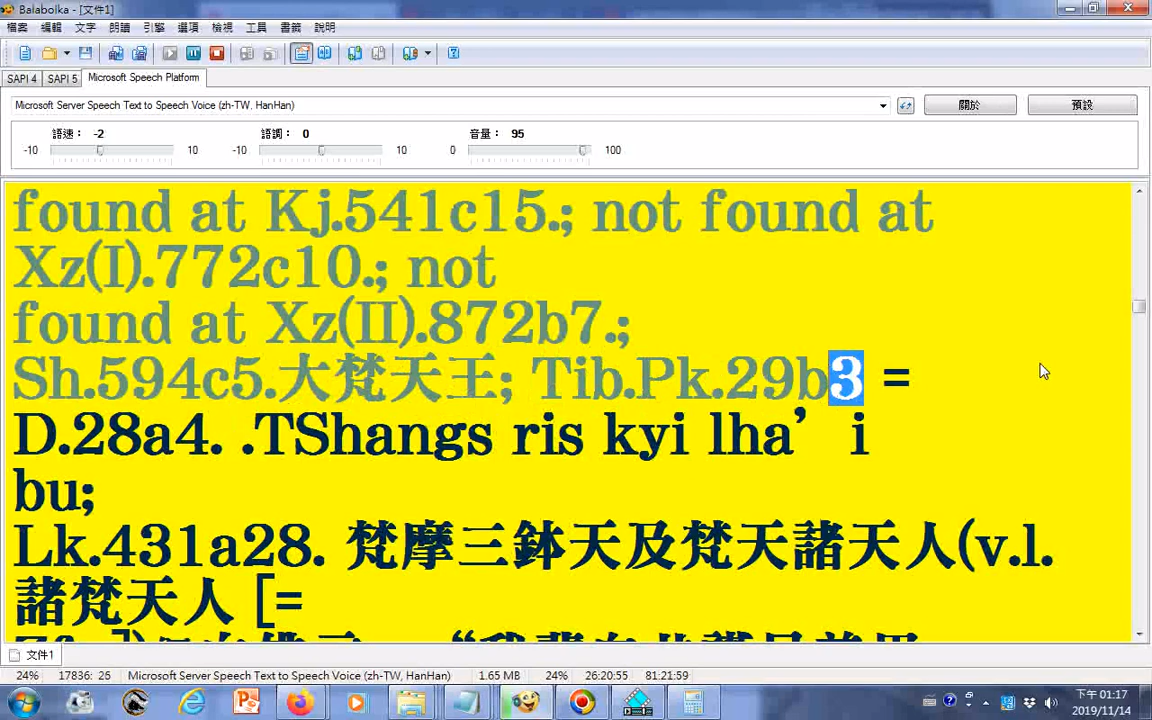 Balabolka - [文件1]
檔案 編輯 文字 朗讀 引擎 選項 檢視 工具 書籤 說明
SAPI 4 SAPI 5 Microsoft Speech Platform
Microsoft Server Speech Text to Speech Voice (zh-TW, HanHan) 關於 預設
語速： -2 語調： 0 音量： 95
-10 10 -10 10 0 100
found at Kj.541c15.; not found at
Xz(I).772c10.; not
found at Xz(II).872b7.;
Sh.594c5.大梵天王; Tib.Pk.29b3 =
D.28a4. .TShangs ris kyi lha’ i
bu;
Lk.431a28. 梵摩三鉢天及梵天諸天人(v.l.
諸梵天人 [=
文件1
24% 17836: 26 Microsoft Server Speech Text to Speech Voice (zh-TW, HanHan) 1.65 MB 24% 26:20:55 81:21:59
下午 01:17
2019/11/14